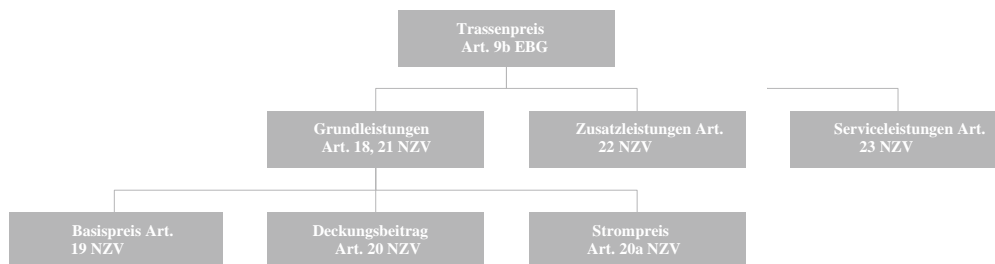 Trassenpreis
Art. 9b EBG
Grundleistungen
Art. 18, 21 NZV
Zusatzleistungen Art.
22 NZV
Serviceleistungen Art.
23 NZV
Basispreis Art.
19 NZV
Deckungsbeitrag
Art. 20 NZV
Strompreis
Art. 20a NZV